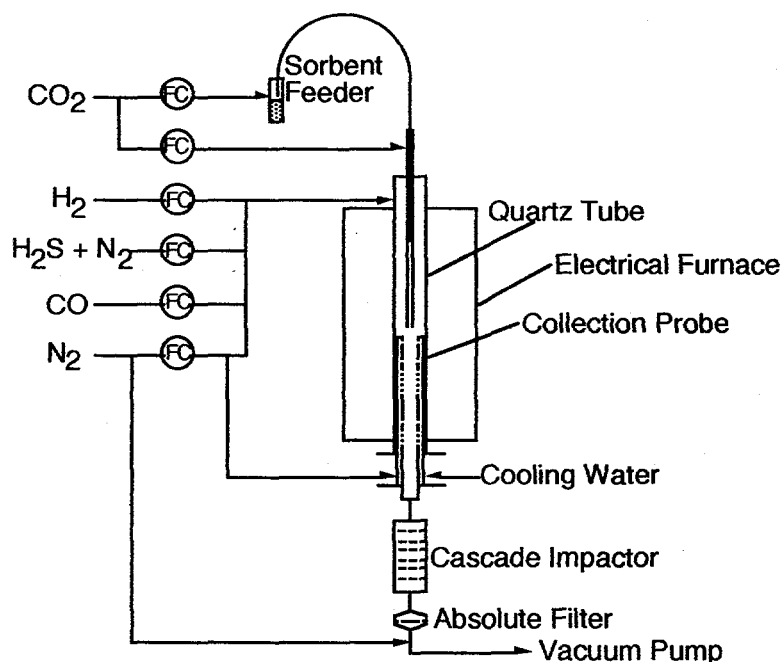 Sorbent
Feeder
CO2
FC
FC
H2
FC
Quartz Tube
H2S + N2
FC
Electrical Furnace
CO
FC
Collection Probe
N2
FC
Cooling Water
Cascade Impactor
Absolute Filter
Vacuum Pump